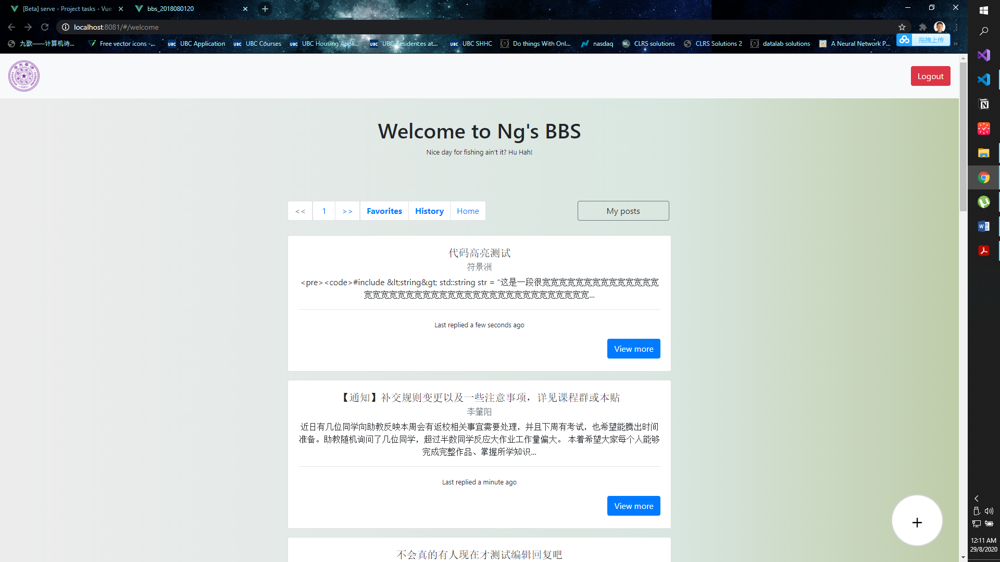 [Beta] serve - Project tasks - Vue
bbs_2018080120
localhost:8081/#/welcome
九歌——计算机诗...
Free vector icons -...
UBC UBC Application
UBC UBC Courses
UBC UBC Housing Appli...
UBC UBC Residences at...
UBC UBC SHHC
Do things With Onl...
nasdaq
CLRS solutions
CLRS Solutions 2
datalab solutions
A Neural Network P...
拖拽上传
Logout
Welcome to Ng's BBS
Nice day for fishing ain't it? Hu Hah!
<< 1 >> Favorites History Home
My posts
代码高亮测试
符景洲
<pre><code>#include &lt;string&gt; std::string str = "这是一段很宽宽宽宽宽宽宽宽宽宽宽宽宽宽
宽宽宽宽宽宽宽宽宽宽宽宽宽宽宽宽宽宽宽宽宽宽宽宽宽宽宽...
Last replied a few seconds ago
View more
【通知】补交规则变更以及一些注意事项，详见课程群或本贴
李肇阳
近日有几位同学向助教反映本周会有返校相关事宜需要处理，并且下周有考试，也希望能腾出时间
准备。助教随机询问了几位同学，超过半数同学反应大作业工作量偏大。 本着希望大家每个人能够
完成完整作品、掌握所学知识...
Last replied a minute ago
View more
不会真的有人现在才测试编辑回复吧
+
12:11 AM
29/8/2020